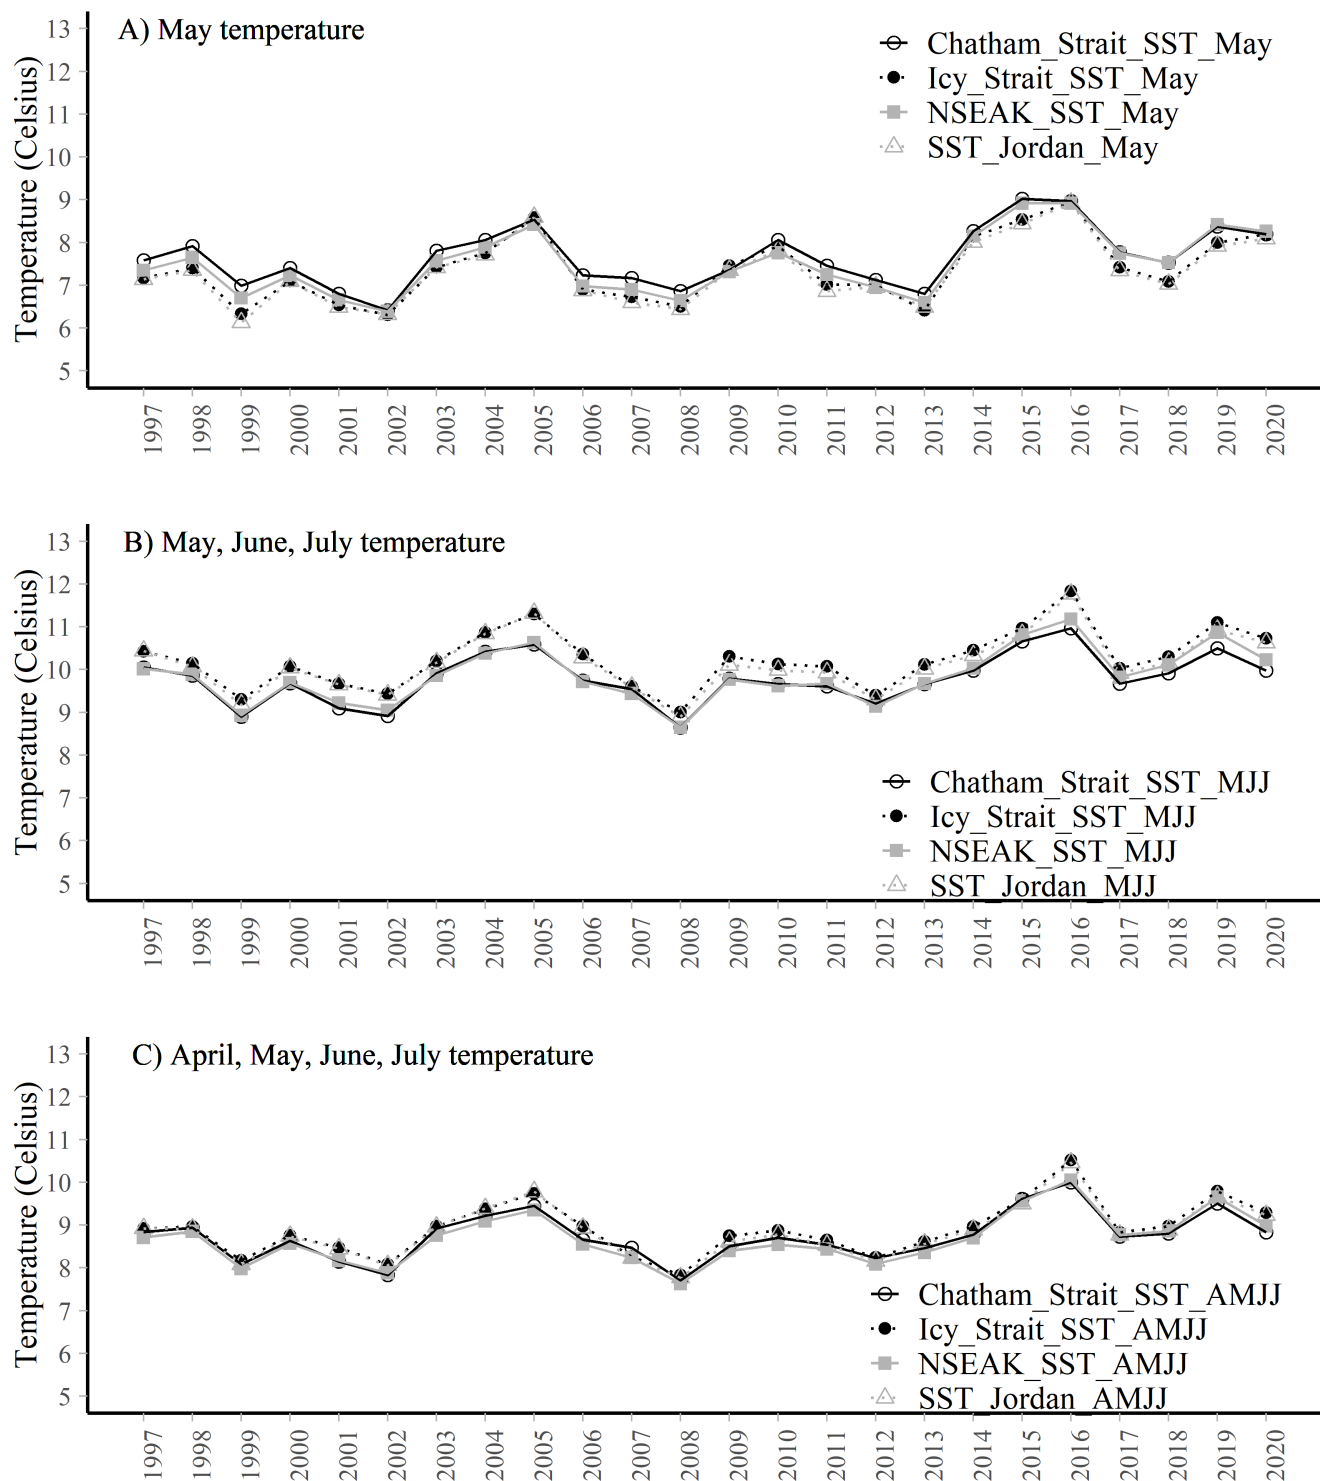 A) May temperature
Temperature (Celsius)
13
12
11
10
9
8
7
6
5
Chatham_Strait_SST_May
Icy_Strait_SST_May
NSEAK_SST_May
SST_Jordan_May
1997 1998 1999 2000 2001 2002 2003 2004 2005 2006 2007 2008 2009 2010 2011 2012 2013 2014 2015 2016 2017 2018 2019 2020
B) May, June, July temperature
Temperature (Celsius)
13
12
11
10
9
8
7
6
5
Chatham_Strait_SST_MJJ
Icy_Strait_SST_MJJ
NSEAK_SST_MJJ
SST_Jordan_MJJ
1997 1998 1999 2000 2001 2002 2003 2004 2005 2006 2007 2008 2009 2010 2011 2012 2013 2014 2015 2016 2017 2018 2019 2020
C) April, May, June, July temperature
Temperature (Celsius)
13
12
11
10
9
8
7
6
5
Chatham_Strait_SST_AMJJ
Icy_Strait_SST_AMJJ
NSEAK_SST_AMJJ
SST_Jordan_AMJJ
1997 1998 1999 2000 2001 2002 2003 2004 2005 2006 2007 2008 2009 2010 2011 2012 2013 2014 2015 2016 2017 2018 2019 2020